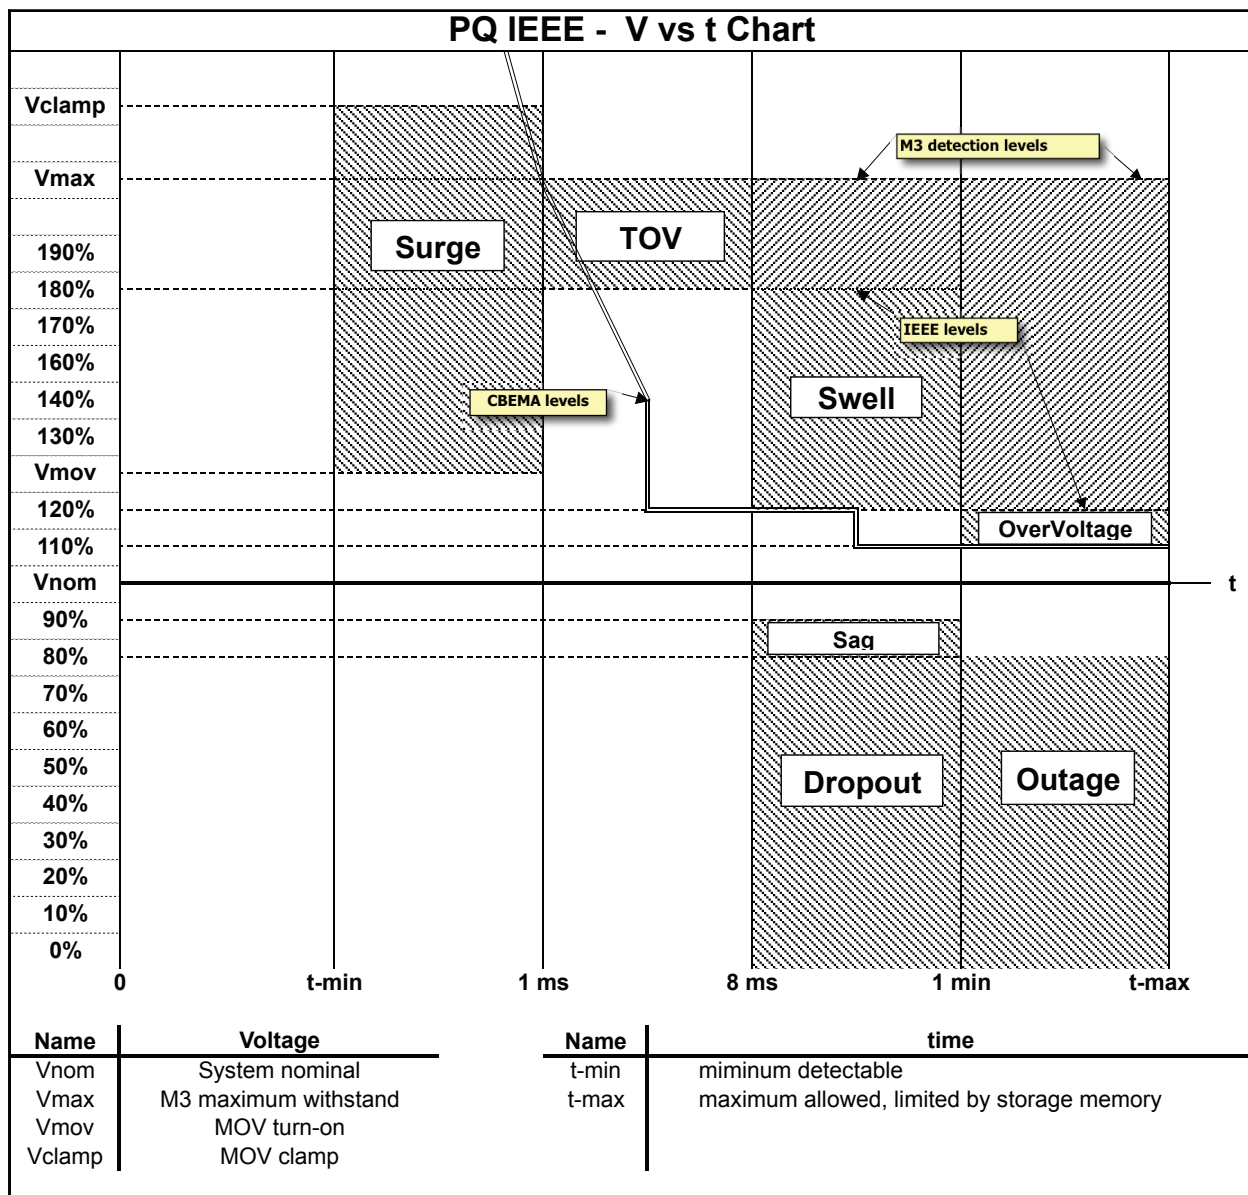 PQ IEEE - V vs t Chart
Vclamp
M3 detection levels
Vmax
TOV
Surge
190%
180%
170%
IEEE levels
160%
140%
CBEMA levels
Swell
130%
Vmov
120%
OverVoltage
110%
Vnom
t
90%
Sag
80%
70%
60%
50%
Dropout
Outage
40%
30%
20%
10%
0%
0 t-min 1 ms 8 ms 1 min t-max
Name Voltage
Vnom System nominal
Vmax M3 maximum withstand
Vmov MOV turn-on
Vclamp MOV clamp
Name time
t-min miminum detectable
t-max maximum allowed, limited by storage memory